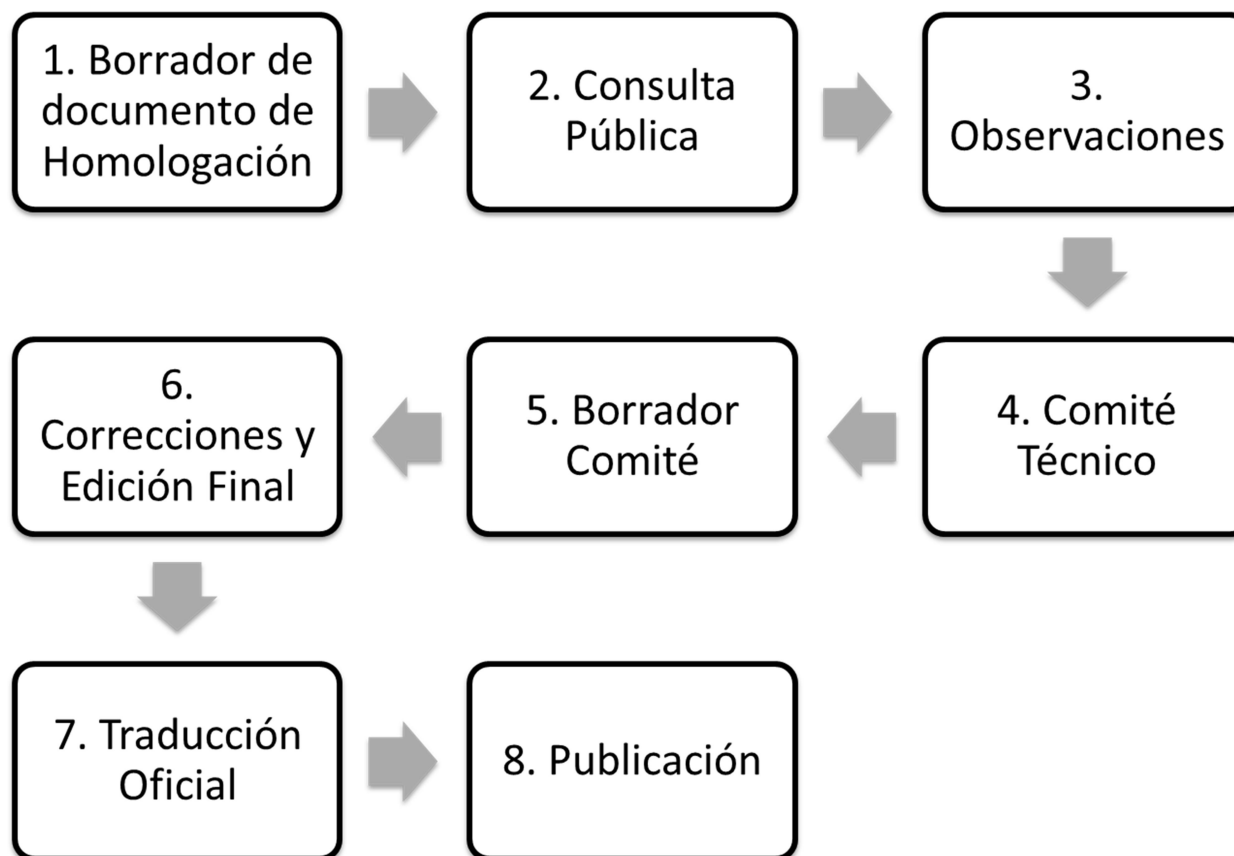 1. Borrador de
documento de
Homologación
2. Consulta
Pública
3.
Observaciones
4. Comité
Técnico
5. Borrador
Comité
6.
Correcciones y
Edición Final
7. Traducción
Oficial
8. Publicación